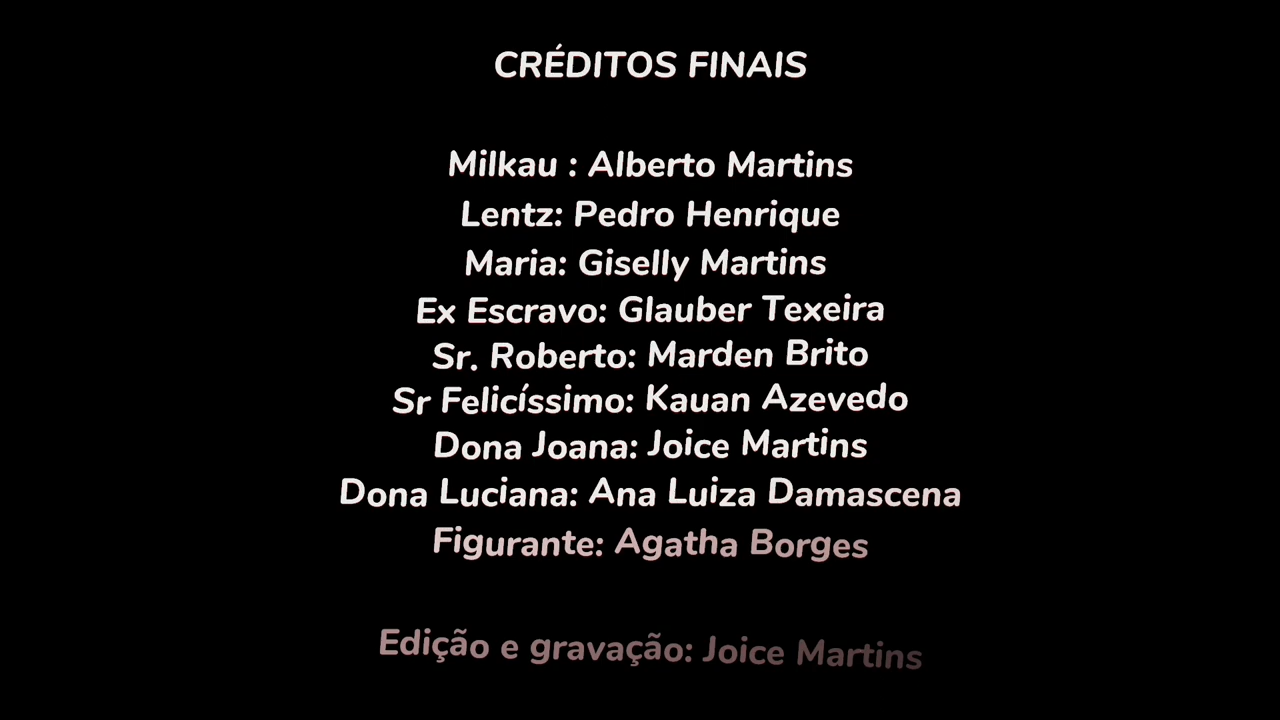 CRÉDITOS FINAIS
Milkau : Alberto Martins
Lentz: Pedro Henrique
Maria: Giselly Martins
Ex Escravo: Glauber Texeira
Sr. Roberto: Marden Brito
Sr Felicíssimo: Kauan Azevedo
Dona Joana: Joice Martins
Dona Luciana: Ana Luiza Damascena
Figurante: Agatha Borges
Edição e gravação: Joice Martins